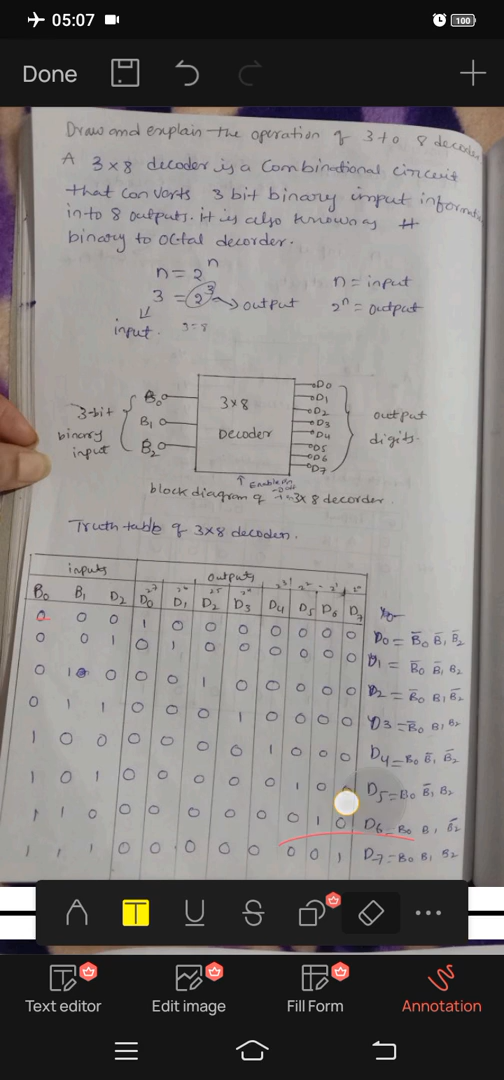 05:07
100
Done
Draw and explain the operation of 3 to 8 decoder
A 3x8 decoder is a Combinational circuit
that converts 3 bit binary input informati
into 8 outputs. it is also known as
binary to octal decorder.
n = 2^n
n = input
3 = 2^3 → output
2^n = output
input.
3-bit
binary
input
B0
B1
B2
3x8
Decoder
D0
D1
D2
D3
D4
D5
D6
D7
output
digits.
Enable
block diagram of 3x8 decorder.
Truth table of 3x8 decoder.
inputs outputs
B0 B1 D2 D0 D1 D2 D3 D4 D5 D6 D7
0 0 0 1 0 0 0 0 0 0 0 D0 = B̅0 B̅1 B̅2
0 0 1 0 1 0 0 0 0 0 0 D1 = B̅0 B̅1 B2
0 1 0 0 0 1 0 0 0 0 0 D2 = B̅0 B1 B̅2
0 1 1 0 0 0 1 0 0 0 0 D3 = B̅0 B1 B2
1 0 0 0 0 0 0 1 0 0 0 D4 = B0 B̅1 B̅2
1 0 1 0 0 0 0 0 1 0 D5 = B0 B̅1 B2
1 1 0 0 0 0 0 0 0 1 0 D6 = B0 B1 B̅2
1 1 1 0 0 0 0 0 0 0 1 D7 = B0 B1 B2
Text editor
Edit image
Fill Form
Annotation